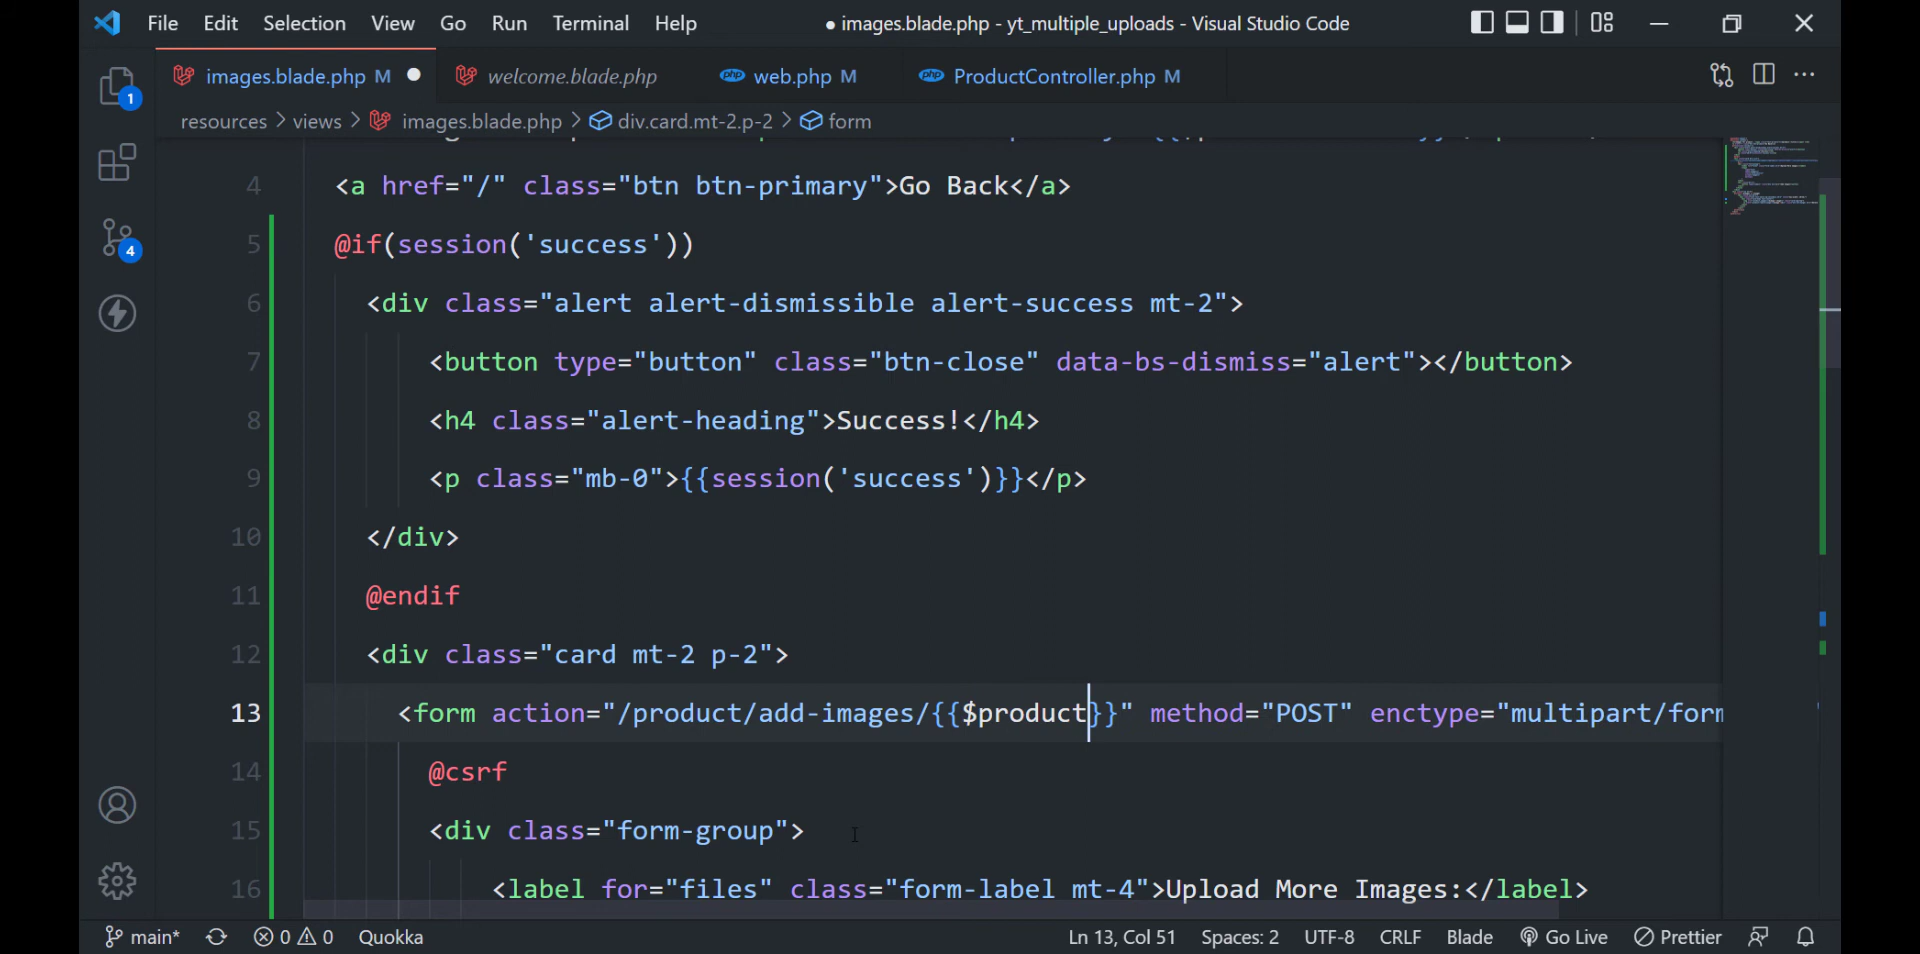 File Edit Selection View Go Run Terminal Help ● images.blade.php - yt_multiple_uploads - Visual Studio Code
images.blade.php M welcome.blade.php php web.php M php ProductController.php M
resources > views > images.blade.php > div.card.mt-2.p-2 > form
1
4
4 <a href="/" class="btn btn-primary">Go Back</a>
5 @if(session('success'))
6 <div class="alert alert-dismissible alert-success mt-2">
7 <button type="button" class="btn-close" data-bs-dismiss="alert"></button>
8 <h4 class="alert-heading">Success!</h4>
9 <p class="mb-0">{{session('success')}}</p>
10 </div>
11 @endif
12 <div class="card mt-2 p-2">
13 <form action="/product/add-images/{{$product}}" method="POST" enctype="multipart/form
14 @csrf
15 <div class="form-group">
16 <label for="files" class="form-label mt-4">Upload More Images:</label>
main* 0 0 Quokka Ln 13, Col 51 Spaces: 2 UTF-8 CRLF Blade Go Live Prettier